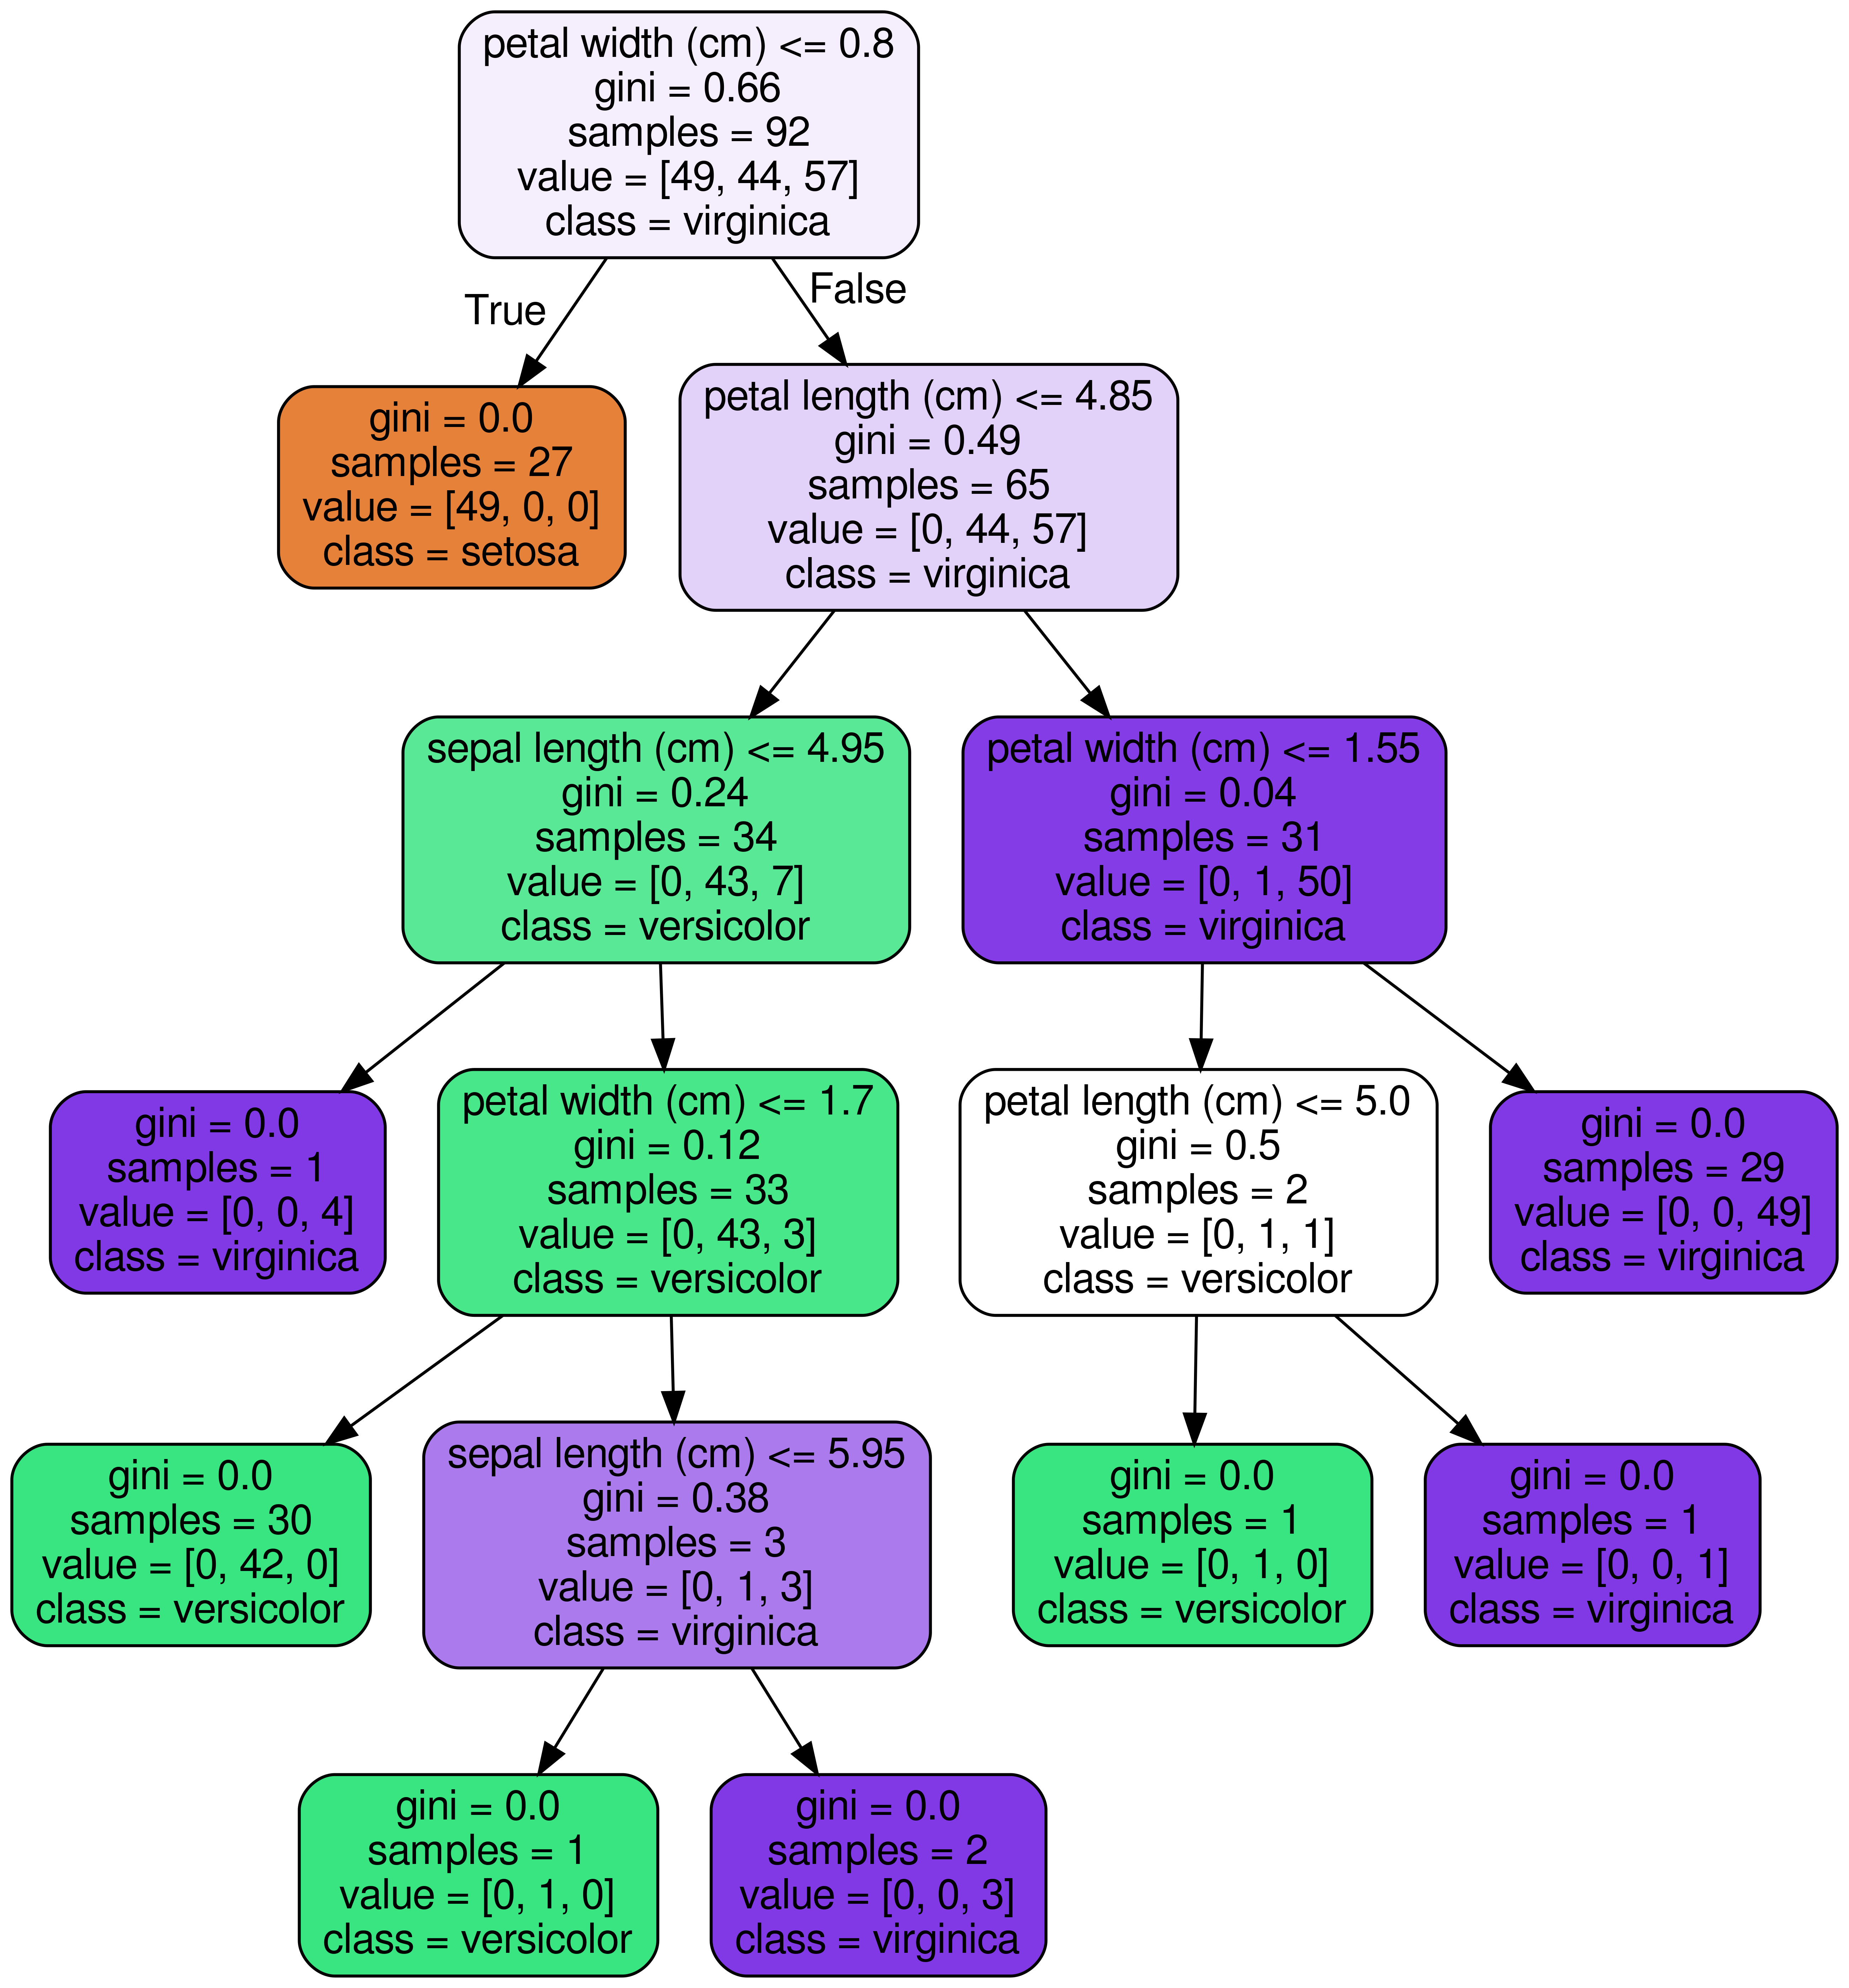 petal width (cm) <= 0.8
gini = 0.66
samples = 92
value = [49, 44, 57]
class = virginica
True
False
gini = 0.0
samples = 27
value = [49, 0, 0]
class = setosa
petal length (cm) <= 4.85
gini = 0.49
samples = 65
value = [0, 44, 57]
class = virginica
sepal length (cm) <= 4.95
gini = 0.24
samples = 34
value = [0, 43, 7]
class = versicolor
petal width (cm) <= 1.55
gini = 0.04
samples = 31
value = [0, 1, 50]
class = virginica
gini = 0.0
samples = 1
value = [0, 0, 4]
class = virginica
petal width (cm) <= 1.7
gini = 0.12
samples = 33
value = [0, 43, 3]
class = versicolor
petal length (cm) <= 5.0
gini = 0.5
samples = 2
value = [0, 1, 1]
class = versicolor
gini = 0.0
samples = 29
value = [0, 0, 49]
class = virginica
gini = 0.0
samples = 30
value = [0, 42, 0]
class = versicolor
sepal length (cm) <= 5.95
gini = 0.38
samples = 3
value = [0, 1, 3]
class = virginica
gini = 0.0
samples = 1
value = [0, 1, 0]
class = versicolor
gini = 0.0
samples = 1
value = [0, 0, 1]
class = virginica
gini = 0.0
samples = 1
value = [0, 1, 0]
class = versicolor
gini = 0.0
samples = 2
value = [0, 0, 3]
class = virginica